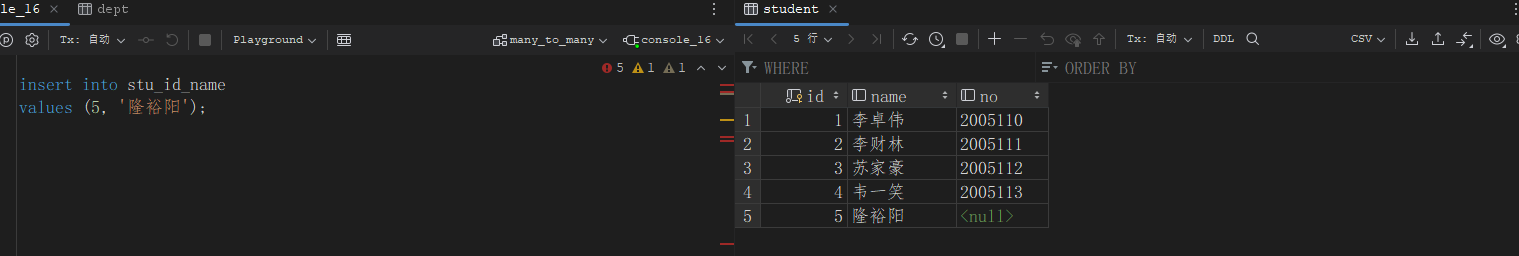 le_16 × dept
Tx: 自动 Playground many_to_many console_16
5 1 1
insert into stu_id_name
values (5, '隆裕阳');
student ×
5 行 Tx: 自动 DDL CSV
WHERE ORDER BY
id name no
1 1 李卓伟 2005110
2 2 李财林 2005111
3 3 苏家豪 2005112
4 4 韦一笑 2005113
5 5 隆裕阳 <null>